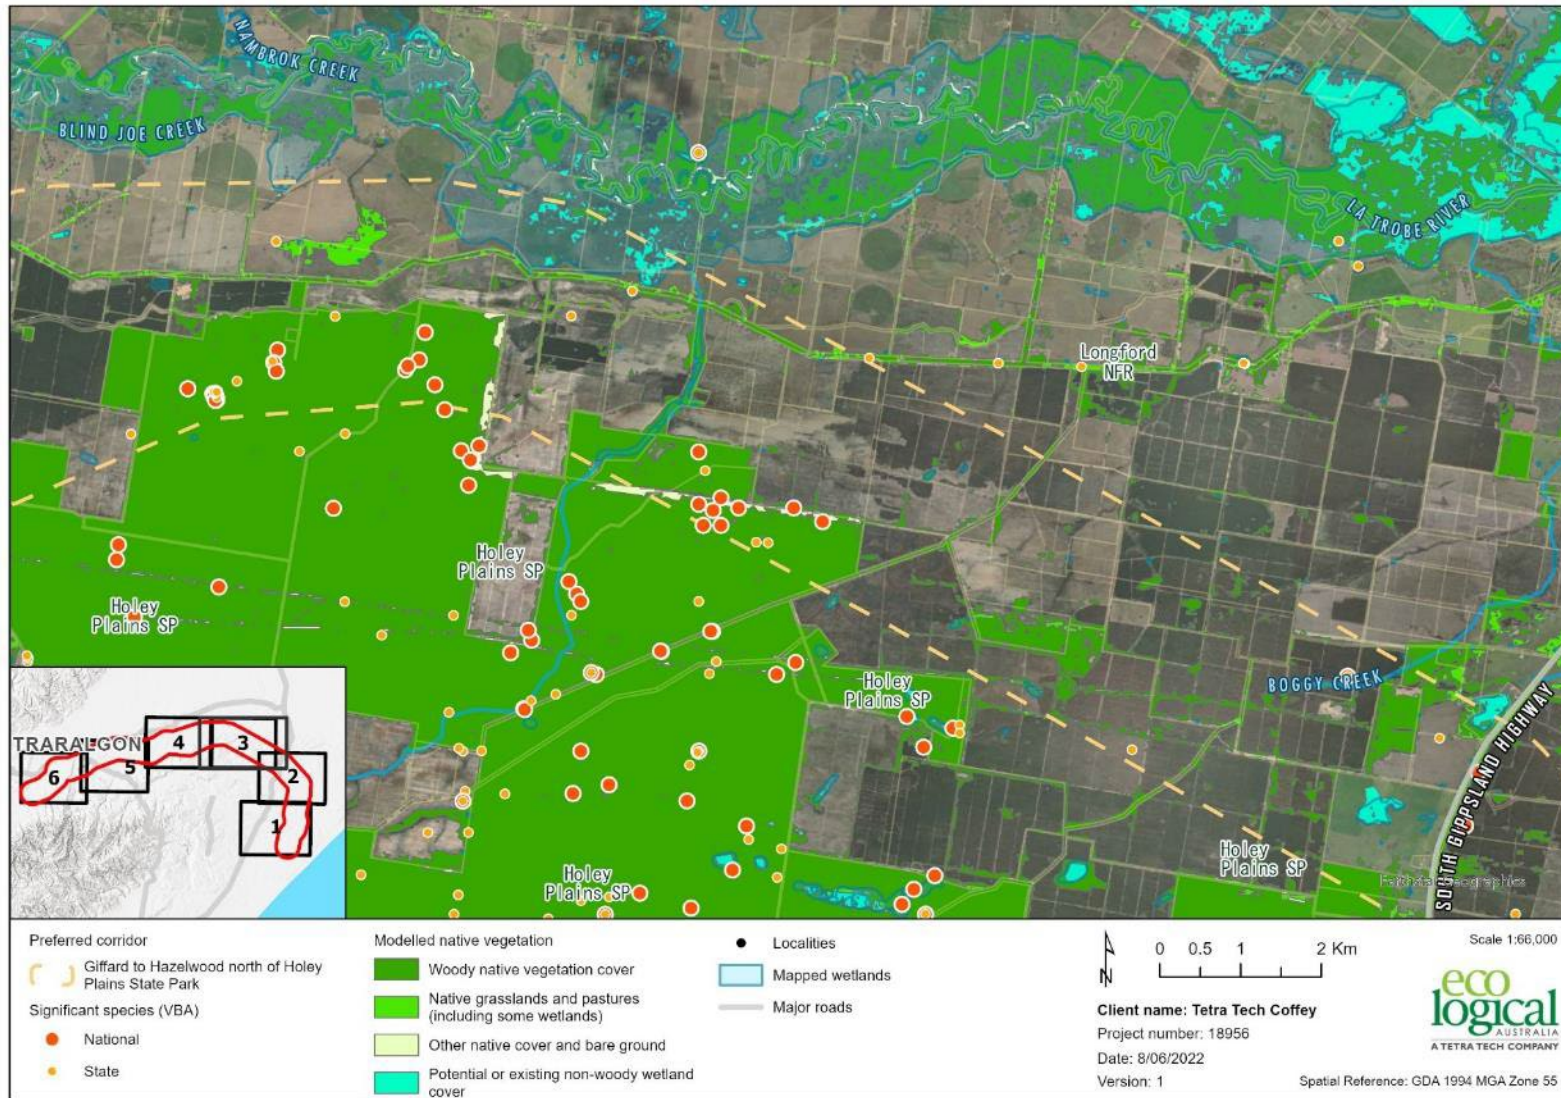 NAMBROK CREEK
BLIND JOE CREEK
LA TROBE RIVER
Longford
NFR
Holey
Plains SP
Holey
Plains SP
Holey
Plains SP
BOGGY CREEK
SOUTH GIPPSLAND HIGHWAY
Holey
Plains SP
Holey
Plains SP
Earthstar Geographics
TRARALGON
4
3
6
5
2
1
Preferred corridor
Giffard to Hazelwood north of Holey
Plains State Park
Significant species (VBA)
National
State
Modelled native vegetation
Woody native vegetation cover
Native grasslands and pastures
(including some wetlands)
Other native cover and bare ground
Potential or existing non-woody wetland
cover
Localities
Mapped wetlands
Major roads
N
0 0.5 1 2 Km
Scale 1:66,000
Client name: Tetra Tech Coffey
Project number: 18956
Date: 8/06/2022
Version: 1
eco
logical
AUSTRALIA
A TETRA TECH COMPANY
Spatial Reference: GDA 1994 MGA Zone 55